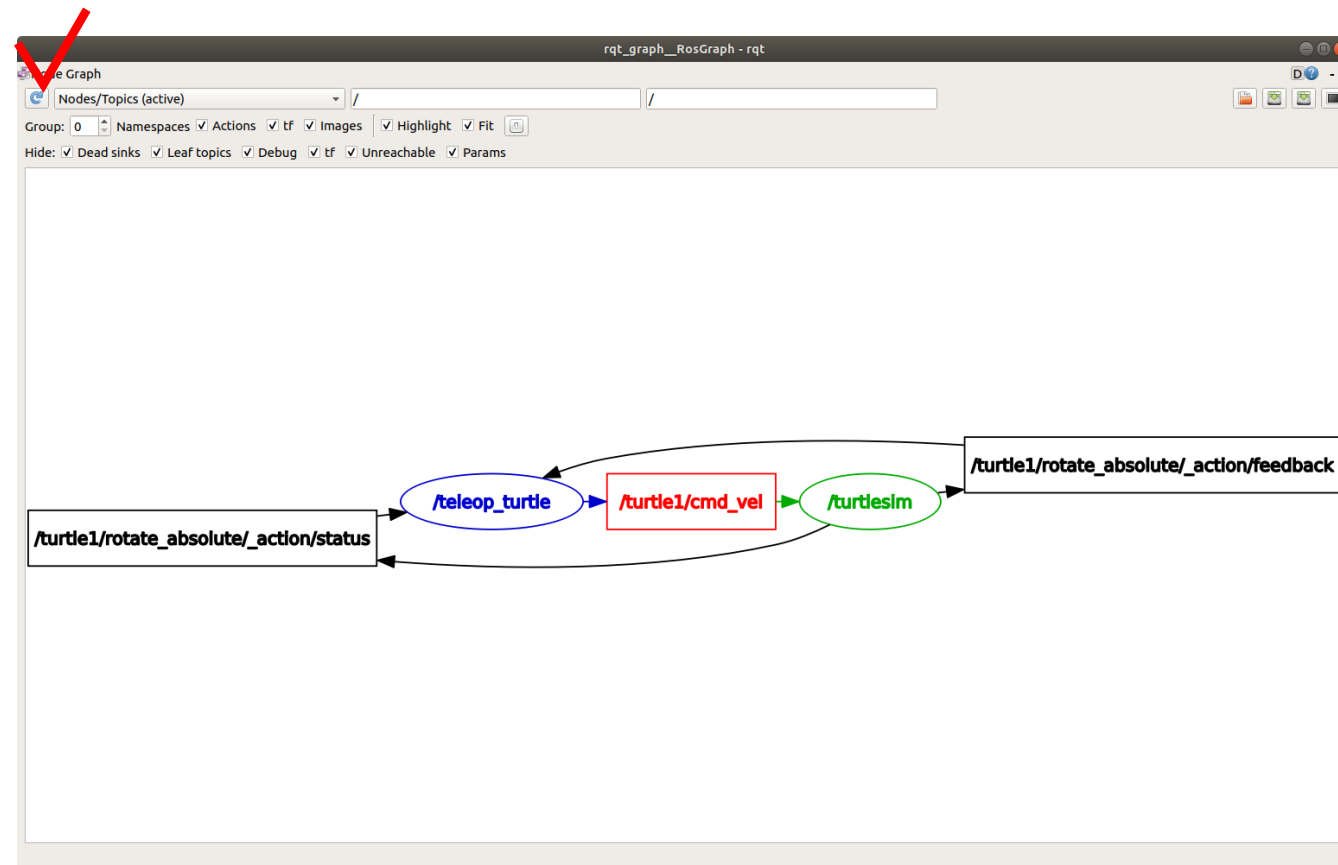 rqt_graph__RosGraph - rqt
Graph
D -
Nodes/Topics (active) / /
Group: 0 Namespaces Actions tf Images Highlight Fit
Hide: Dead sinks Leaf topics Debug tf Unreachable Params
/turtle1/rotate_absolute/_action/feedback
/teleop_turtle /turtle1/cmd_vel /turtlesim
/turtle1/rotate_absolute/_action/status